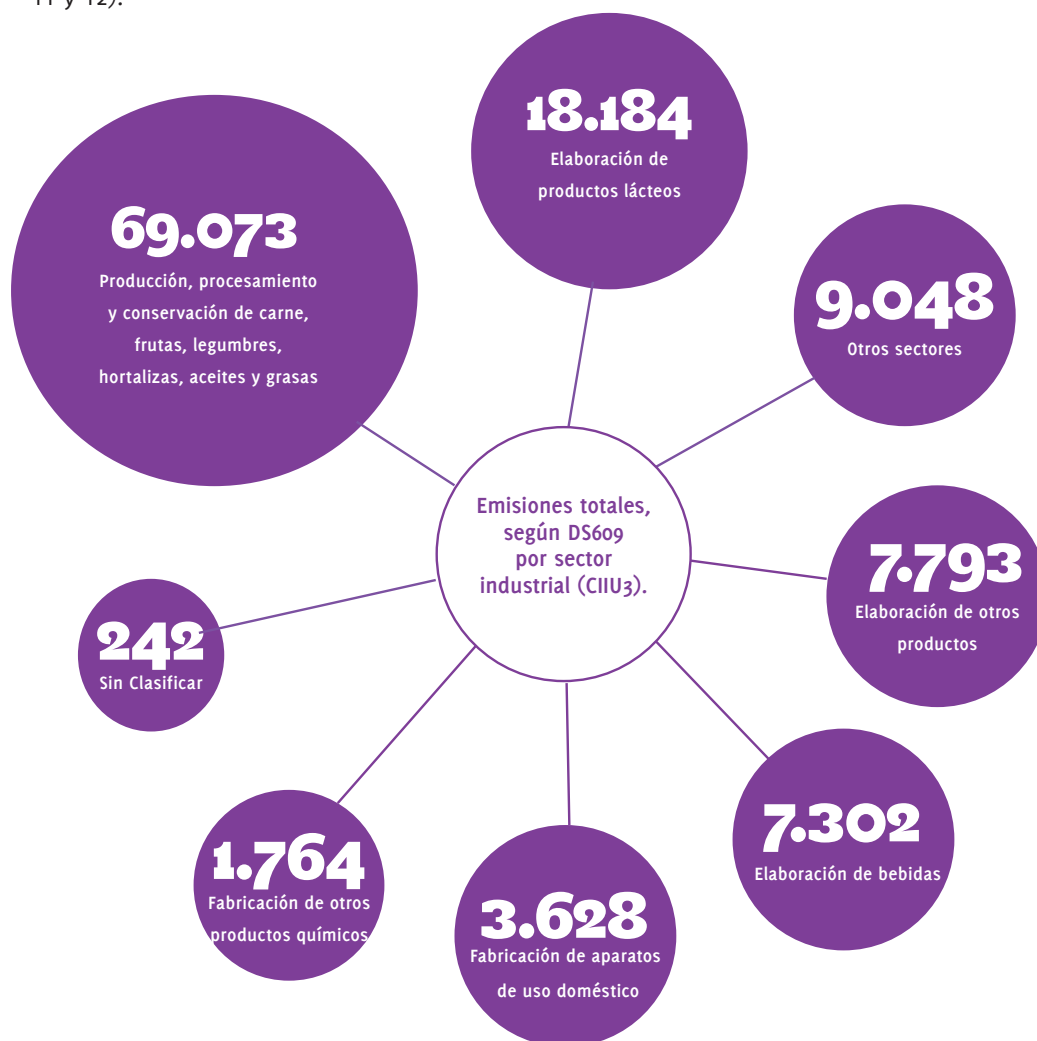 11 y 12).
18.184
Elaboración de
productos lácteos
69.073
Producción, procesamiento
y conservación de carne,
frutas, legumbres,
hortalizas, aceites y grasas
9.048
Otros sectores
Emisiones totales,
según DS609
por sector
industrial (CIIU3).
7.793
Elaboración de otros
productos
242
Sin Clasificar
7.302
Elaboración de bebidas
1.764
Fabricación de otros
productos químicos
3.628
Fabricación de aparatos
de uso doméstico